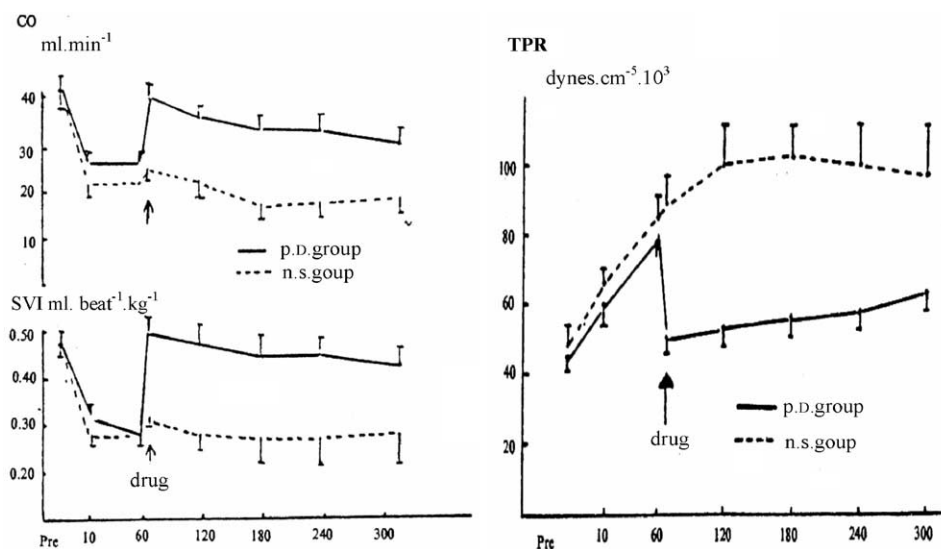 CO
ml.min⁻¹
40
30
20
10
p.D.group
n.s.goup
SVI ml. beat⁻¹.kg⁻¹
0.50
0.40
0.30
0.20
drug
Pre 10 60 120 180 240 300
TPR
dynes.cm⁻⁵.10³
100
80
60
40
20
drug
p.D.group
n.s.goup
Pre 10 60 120 180 240 300